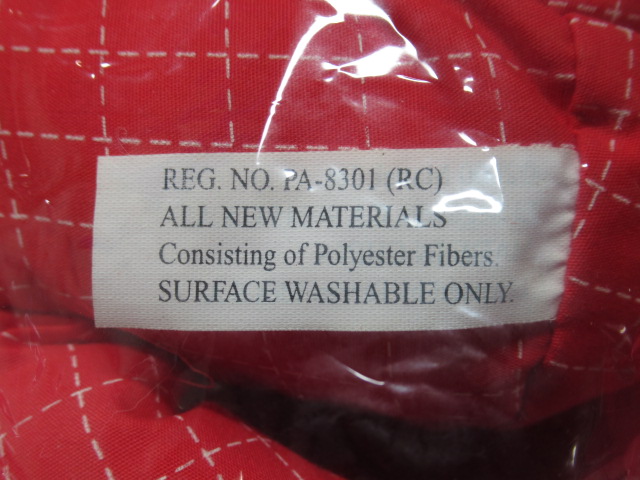 REG. NO. PA-8301 (RC)
ALL NEW MATERIALS
Consisting of Polyester Fibers.
SURFACE WASHABLE ONLY.